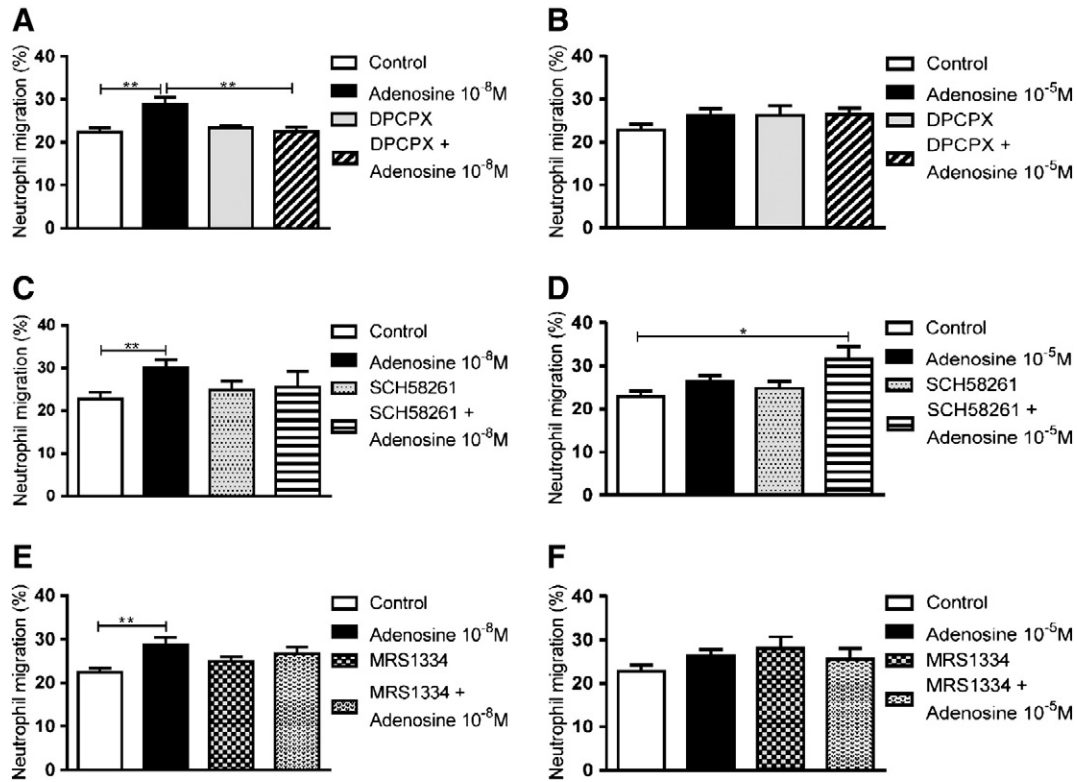 A
Neutrophil migration (%)
40
30
20
10
0
**
**
Control
Adenosine 10⁻⁸M
DPCPX
DPCPX +
Adenosine 10⁻⁸M
B
Neutrophil migration (%)
40
30
20
10
0
Control
Adenosine 10⁻⁵M
DPCPX
DPCPX +
Adenosine 10⁻⁵M
C
Neutrophil migration (%)
40
30
20
10
0
**
Control
Adenosine 10⁻⁸M
SCH58261
SCH58261 +
Adenosine 10⁻⁸M
D
Neutrophil migration (%)
40
30
20
10
0
*
Control
Adenosine 10⁻⁵M
SCH58261
SCH58261 +
Adenosine 10⁻⁵M
E
Neutrophil migration (%)
40
30
20
10
0
**
Control
Adenosine 10⁻⁸M
MRS1334
MRS1334 +
Adenosine 10⁻⁸M
F
Neutrophil migration (%)
40
30
20
10
0
Control
Adenosine 10⁻⁵M
MRS1334
MRS1334 +
Adenosine 10⁻⁵M